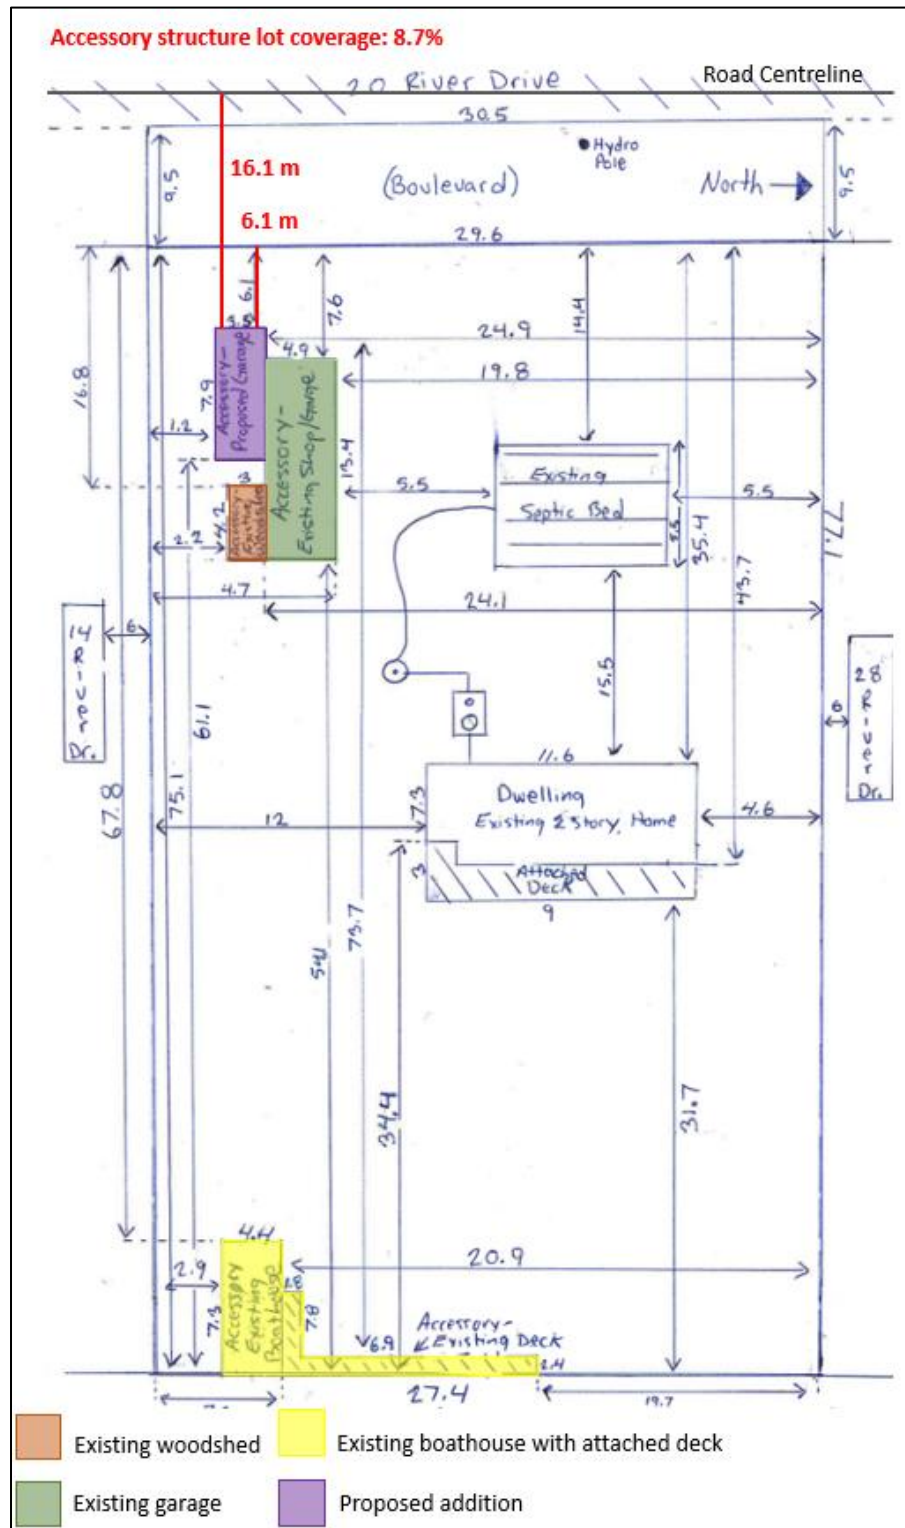 Accessory structure lot coverage: 8.7%
20 River Drive
Road Centreline
30.5
Hydro Pole
9.5
16.1 m
(Boulevard)
North
9.5
6.1 m
29.6
6.1
7.6
14.4
3.5
24.9
4.9
19.8
16.8
7.9
Accessory-
Proposed Garage
1.2
Accessory-
Existing Shop/Garage
13.4
5.5
Existing
Septic Bed
5.5
35.4
43.7
77.1
3
4.2
Accessory
Existing
Woodshed
2.2
4.7
24.1
14
Dr.
6
15.5
28
Dr.
6
61.1
75.1
67.8
11.6
7.3
Dwelling
Existing 2 Story, Home
12
4.6
3
Attached
Deck
9
54.1
73.7
34.4
31.7
4.4
2.9
20.9
7.3
Accessory
Existing
Boathouse
1.8
7.8
Accessory-
Existing Deck
6.9
2.4
27.4
19.7
Existing woodshed
Existing boathouse with attached deck
Existing garage
Proposed addition